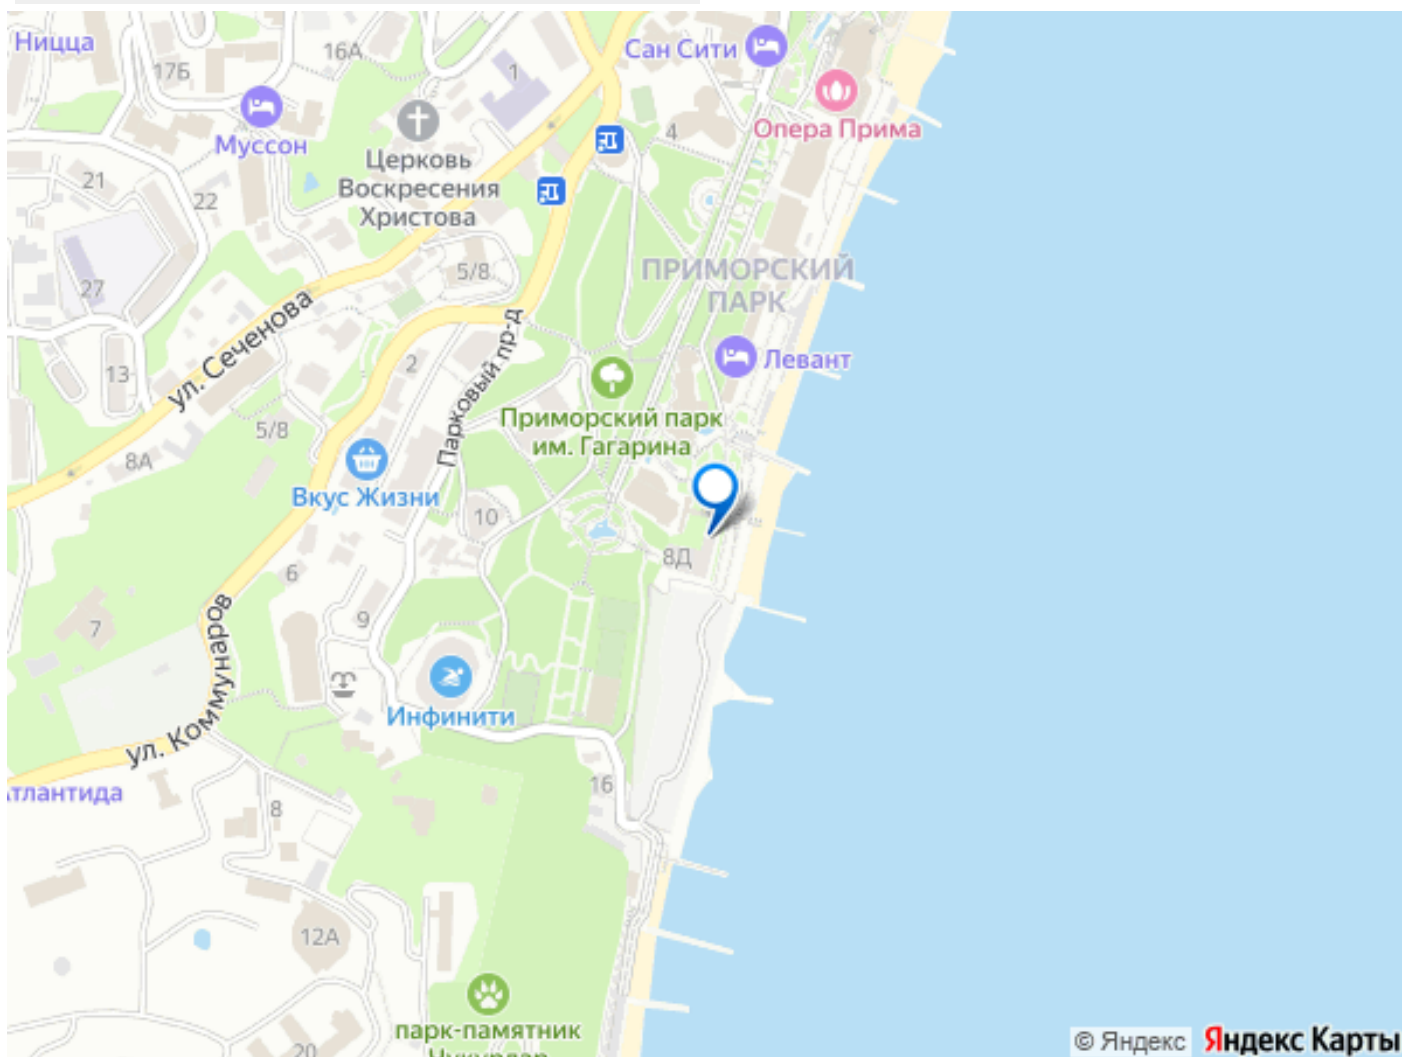 Ницца
16А
17Б
1
Сан Сити
4
Опера Прима
Муссон
Церковь
Воскресения
Христова
21
22
27
5/8
ПРИМОРСКИЙ
ПАРК
ул. Сеченова
13
2
Парковый пр-д
Левант
Приморский парк
им. Гагарина
5/8
8А
Вкус Жизни
10
8Д
6
9
7
ул. Коммунаров
Инфинити
тлантида
8
16
12А
парк-памятник
Чукурлар
20
© Яндекс Яндекс Карты